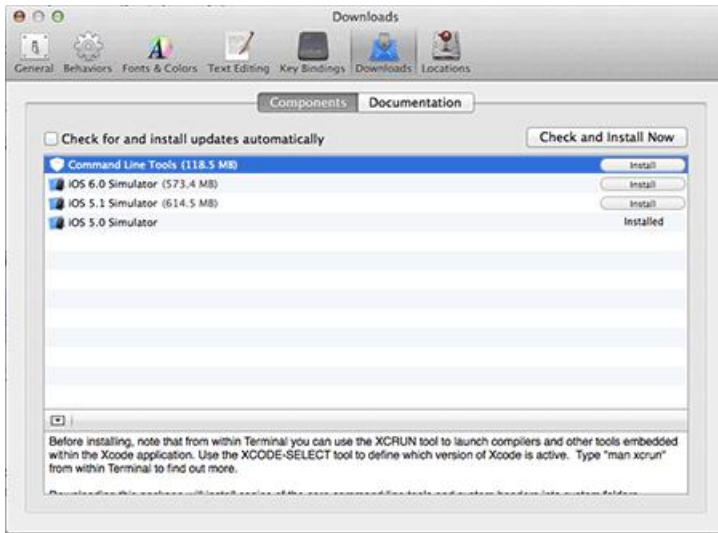 Downloads
General Behaviors Fonts & Colors Text Editing Key Bindings Downloads Locations
Components Documentation
Check for and install updates automatically Check and Install Now
Command Line Tools (118.5 MB) Install
iOS 6.0 Simulator (573.4 MB) Install
iOS 5.1 Simulator (614.5 MB) Install
iOS 5.0 Simulator Installed
Before installing, note that from within Terminal you can use the XCRUN tool to launch compilers and other tools embedded
within the Xcode application. Use the XCODE-SELECT tool to define which version of Xcode is active. Type "man xcrun"
from within Terminal to find out more.